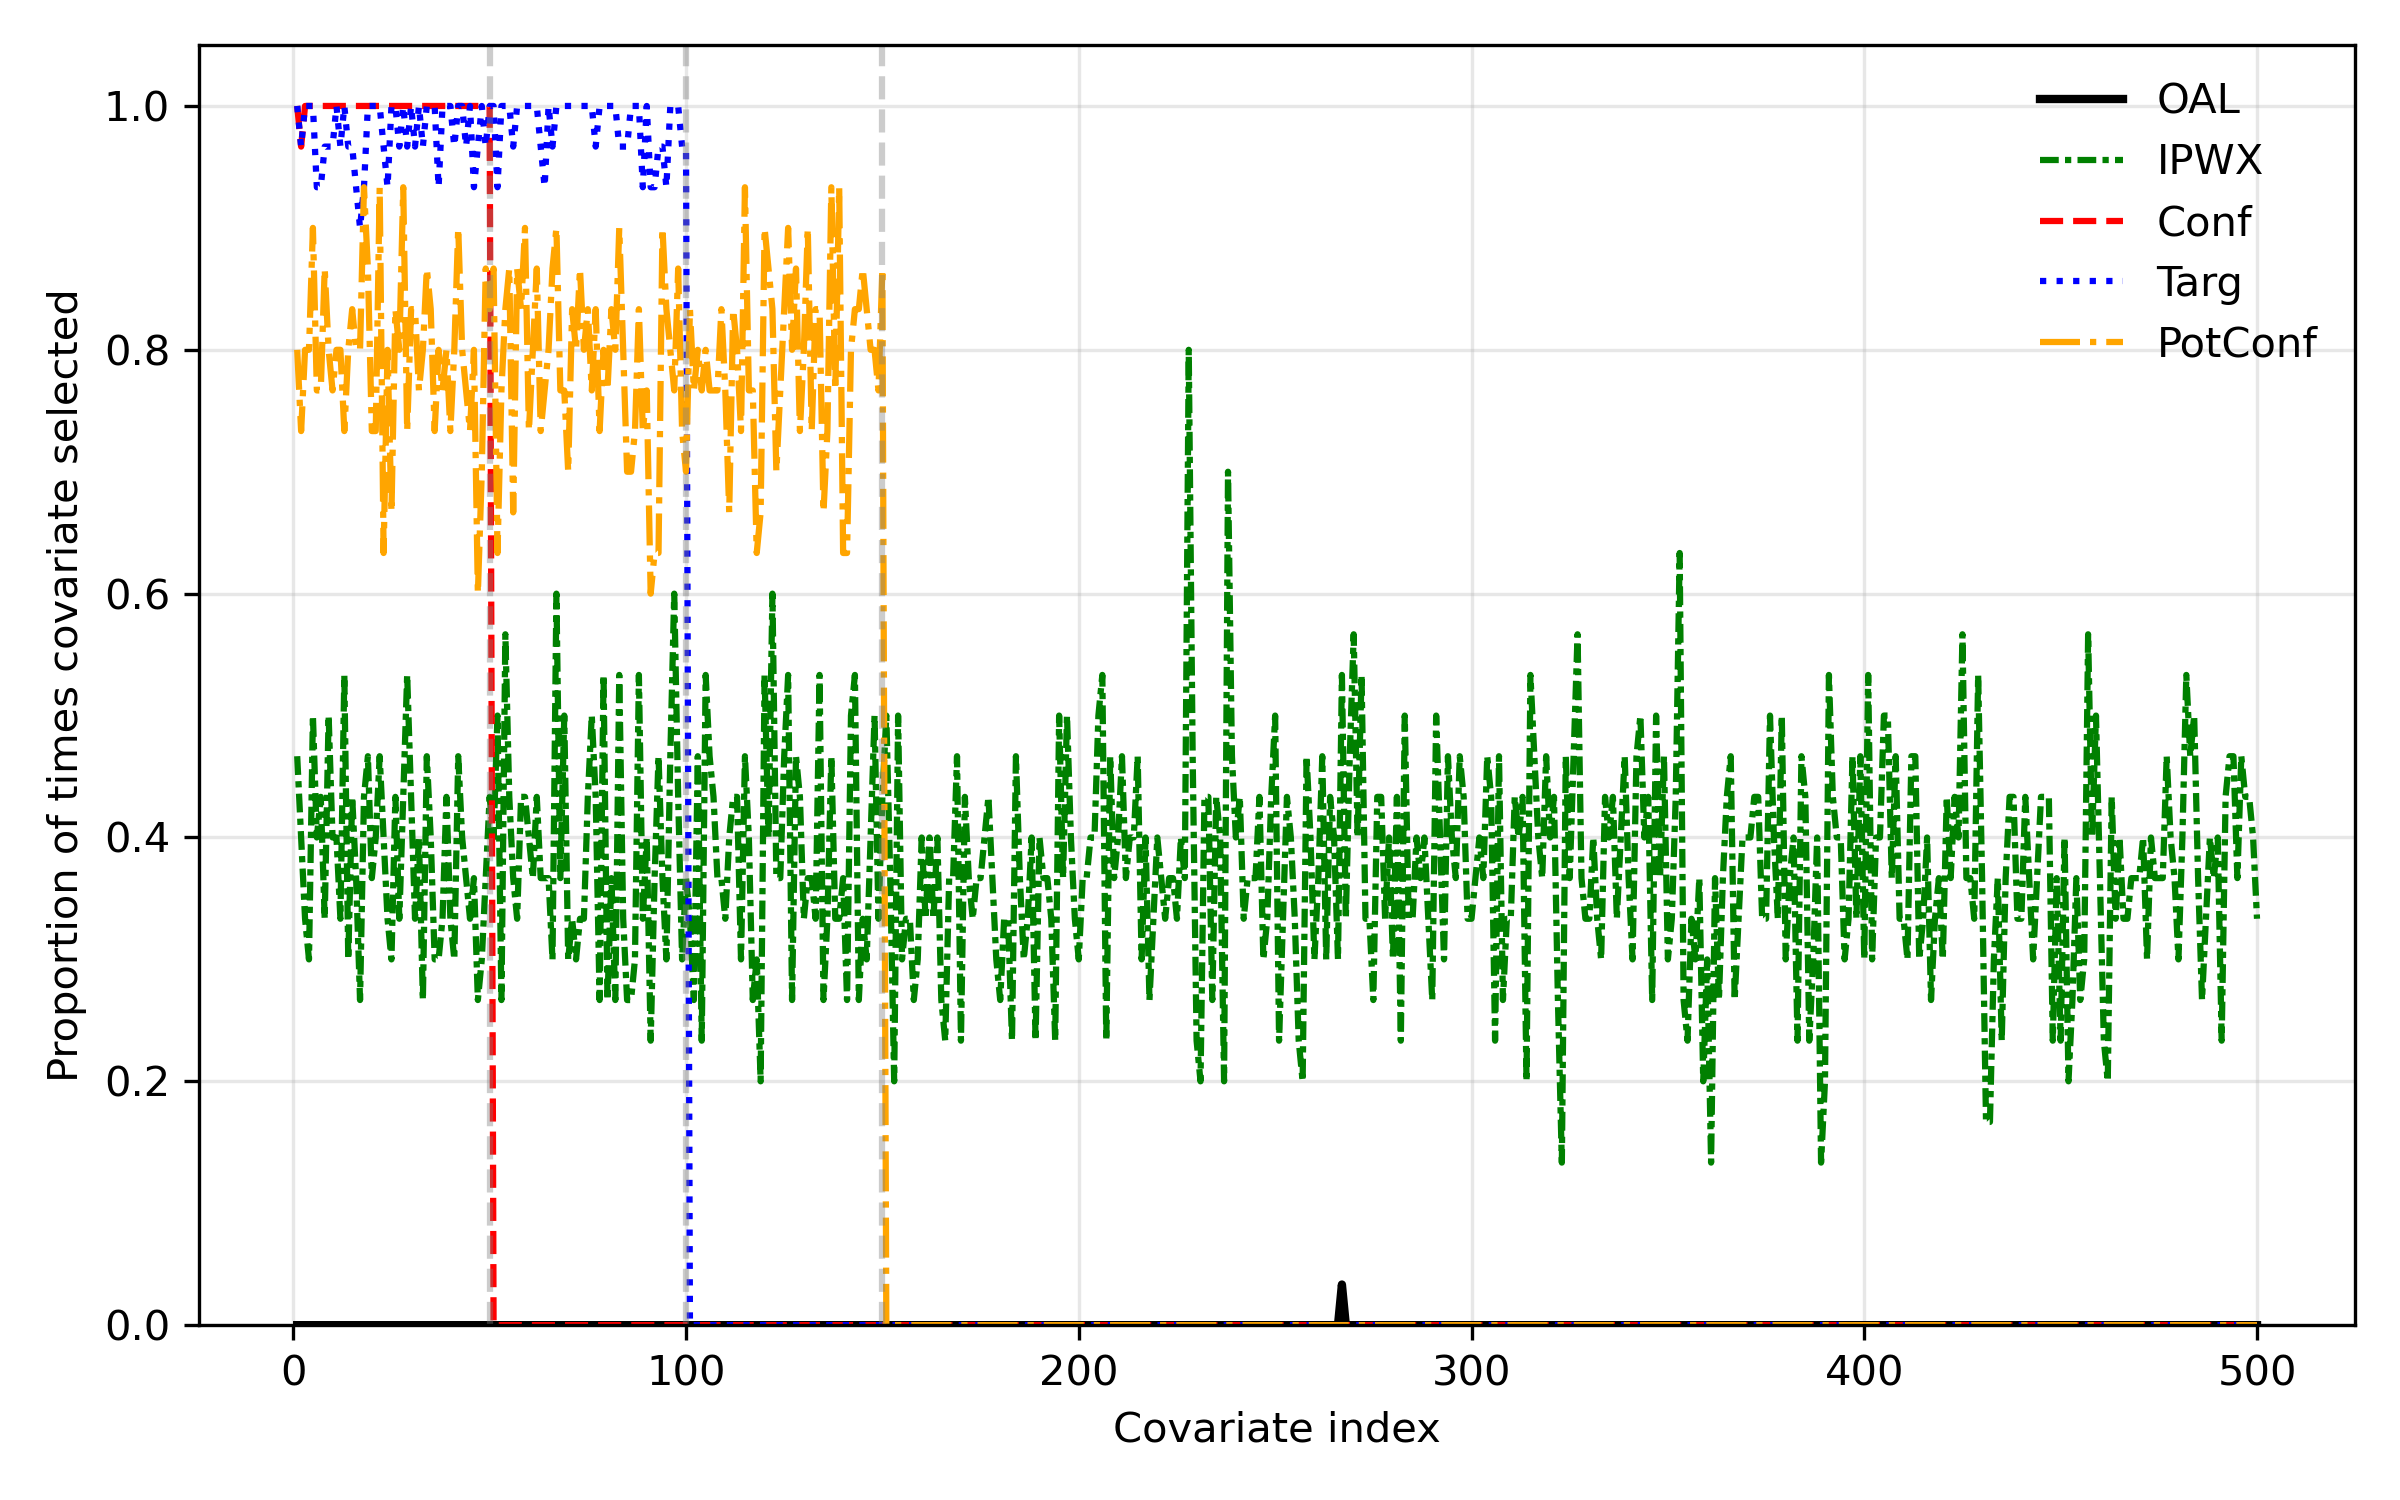 1.0
0.8
0.6
0.4
0.2
0.0
Proportion of times covariate selected
OAL
IPWX
Conf
Targ
PotConf
0 100 200 300 400 500
Covariate index